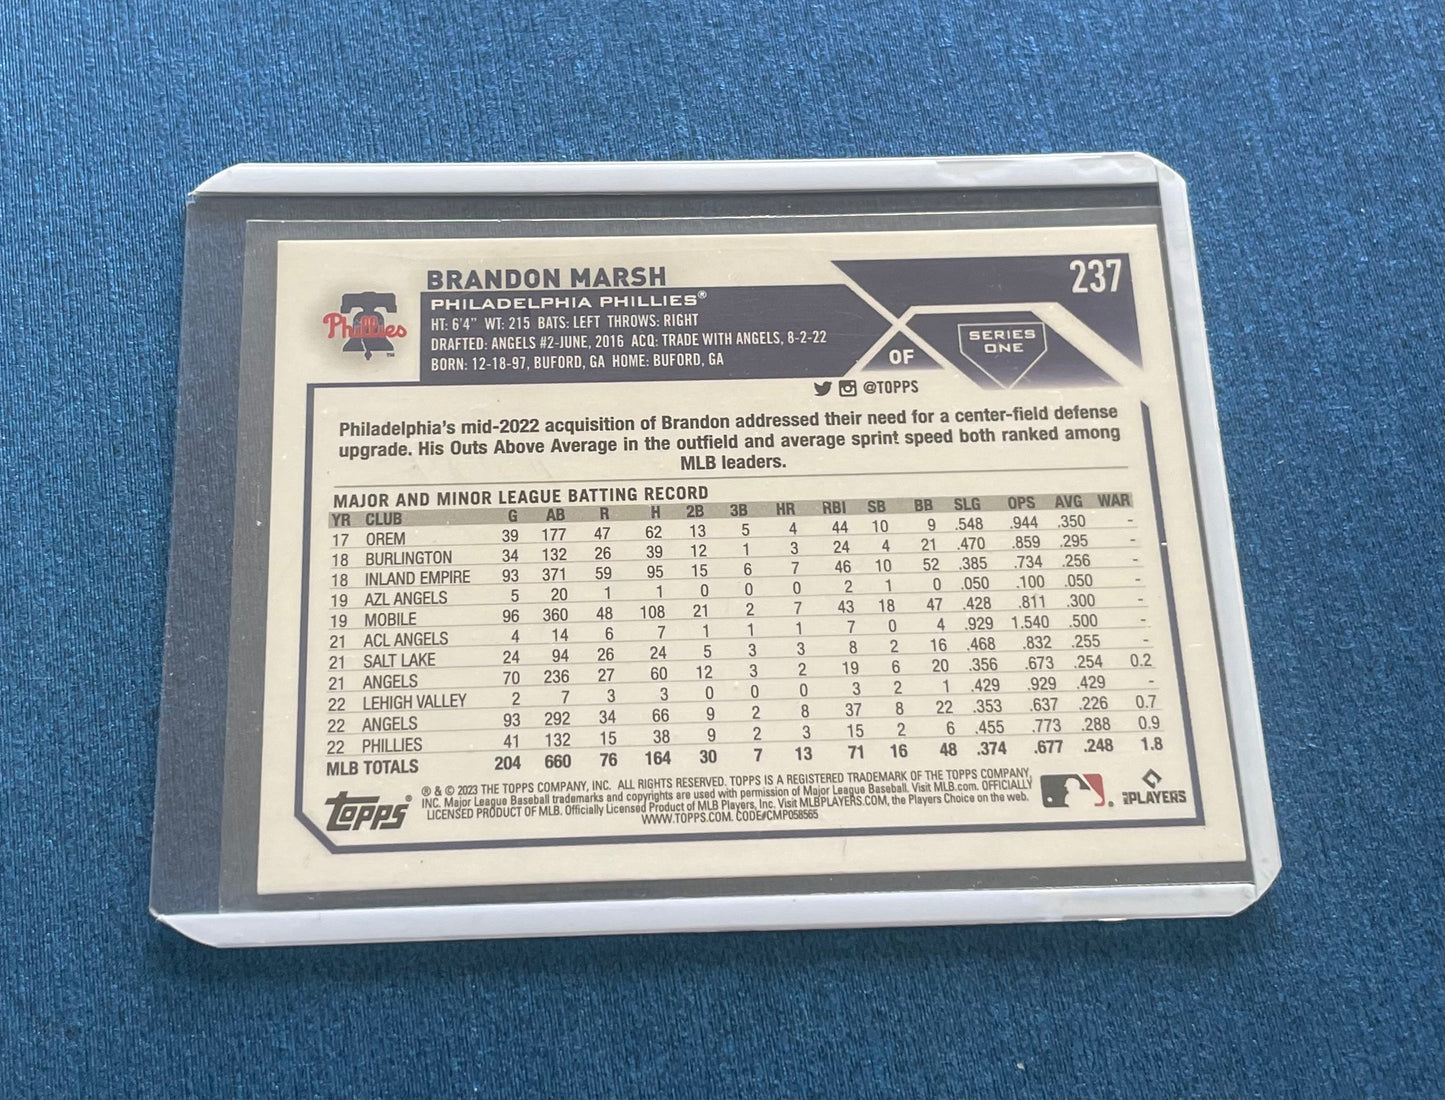 237
BRANDON MARSH
PHILADELPHIA PHILLIES®
Phillies
HT: 6'4" WT: 215 BATS: LEFT THROWS: RIGHT
DRAFTED: ANGELS #2-JUNE, 2016 ACQ: TRADE WITH ANGELS, 8-2-22
BORN: 12-18-97, BUFORD, GA HOME: BUFORD, GA
OF
SERIES
ONE
@TOPPS
Philadelphia's mid-2022 acquisition of Brandon addressed their need for a center-field defense
upgrade. His Outs Above Average in the outfield and average sprint speed both ranked among
MLB leaders.
MAJOR AND MINOR LEAGUE BATTING RECORD
YR CLUB G AB R H 2B 3B HR RBI SB BB SLG OPS AVG WAR
17 OREM 39 177 47 62 13 5 4 44 10 9 .548 .944 .350 -
18 BURLINGTON 34 132 26 39 12 1 3 24 4 21 .470 .859 .295 -
18 INLAND EMPIRE 93 371 59 95 15 6 7 46 10 52 .385 .734 .256 -
19 AZL ANGELS 5 20 1 1 0 0 0 2 1 0 .050 .100 .050 -
19 MOBILE 96 360 48 108 21 2 7 43 18 47 .428 .811 .300 -
21 ACL ANGELS 4 14 6 7 1 1 1 7 0 4 .929 1.540 .500 -
21 SALT LAKE 24 94 26 24 5 3 3 8 2 16 .468 .832 .255 -
21 ANGELS 70 236 27 60 12 3 2 19 6 20 .356 .673 .254 0.2
22 LEHIGH VALLEY 2 7 3 3 0 0 0 3 2 1 .429 .929 .429 -
22 ANGELS 93 292 34 66 9 2 8 37 8 22 .353 .637 .226 0.7
22 PHILLIES 41 132 15 38 9 2 3 15 2 6 .455 .773 .288 0.9
MLB TOTALS 204 660 76 164 30 7 13 71 16 48 .374 .677 .248 1.8
TOPPS®
® & © 2023 THE TOPPS COMPANY, INC. ALL RIGHTS RESERVED. TOPPS IS A REGISTERED TRADEMARK OF THE TOPPS COMPANY,
INC. Major League Baseball trademarks and copyrights are used with permission of Major League Baseball. Visit MLB.com. OFFICIALLY
LICENSED PRODUCT OF MLB. Officially Licensed Product of MLB Players, Inc. Visit MLBPLAYERS.COM, the Players Choice on the web.
WWW.TOPPS.COM. CODE#CMP058565
MLB PLAYERS